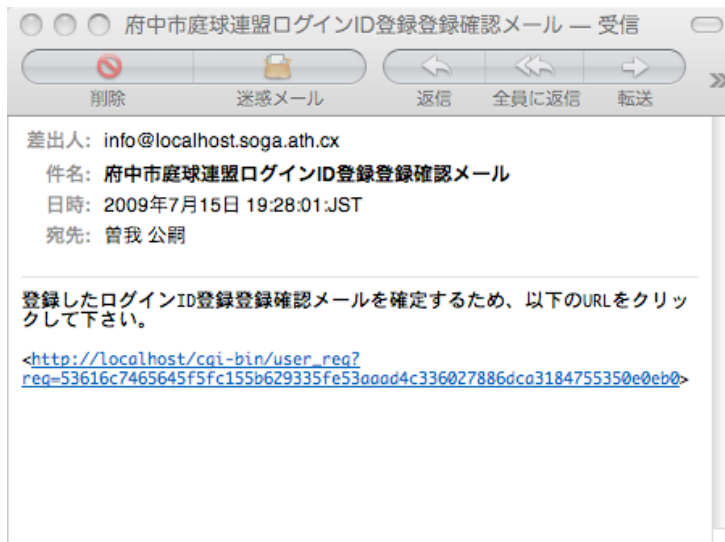 府中市庭球連盟ログインID登録登録確認メール — 受信
削除 迷惑メール 返信 全員に返信 転送
差出人: info@localhost.soga.ath.cx
件名: 府中市庭球連盟ログインID登録登録確認メール
日時: 2009年7月15日 19:28:01:JST
宛先: 曽我 公嗣
登録したログインID登録登録確認メールを確定するため、以下のURLをクリッ
クして下さい。
<http://localhost/cgi-bin/user_reg?
reg=53616c7465645f5fc155b629335fe53aaad4c336027886dca3184755350e0eb0>